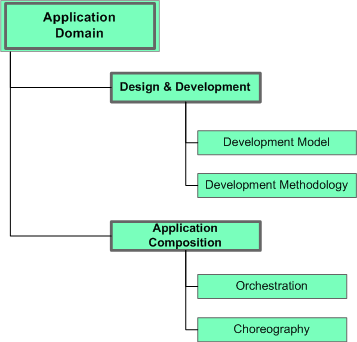 Application
Domain
Design & Development
Development Model
Development Methodology
Application
Composition
Orchestration
Choreography